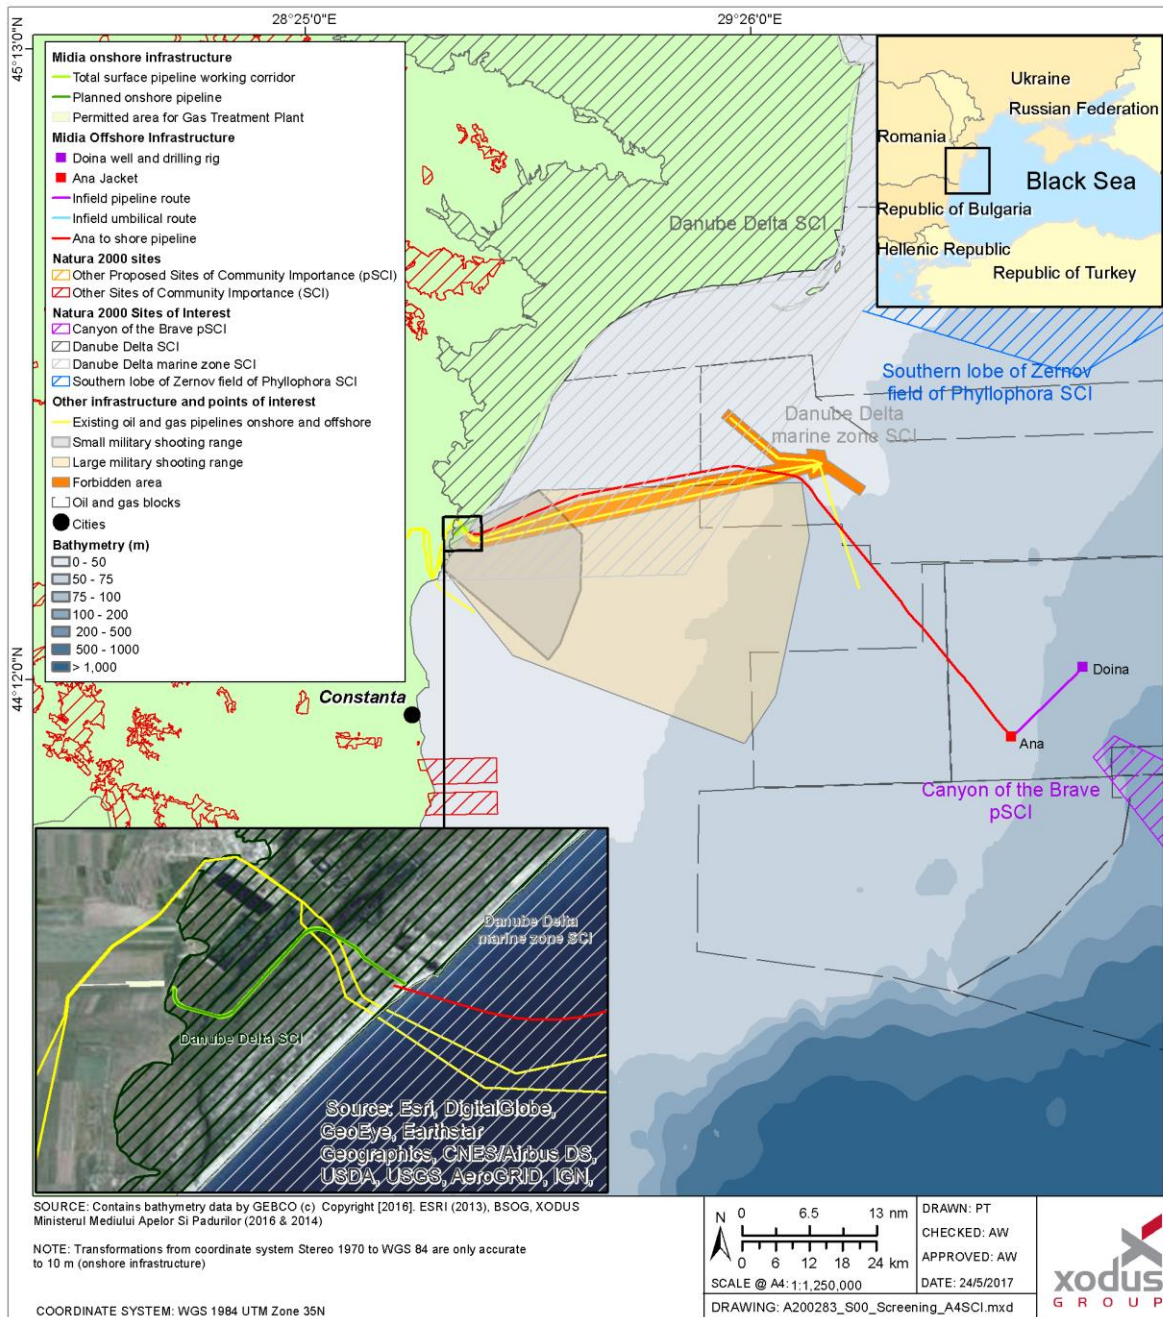 28°25'0"E
29°26'0"E
45°13'0"N
44°12'0"N
Midia onshore infrastructure
Total surface pipeline working corridor
Planned onshore pipeline
Permitted area for Gas Treatment Plant
Midia Offshore Infrastructure
Doina well and drilling rig
Ana Jacket
Infield pipeline route
Infield umbilical route
Ana to shore pipeline
Natura 2000 sites
Other Proposed Sites of Community Importance (pSCI)
Other Sites of Community Importance (SCI)
Natura 2000 Sites of Interest
Canyon of the Brave pSCI
Danube Delta SCI
Danube Delta marine zone SCI
Southern lobe of Zernov field of Phyllophora SCI
Other infrastructure and points of interest
Existing oil and gas pipelines onshore and offshore
Small military shooting range
Large military shooting range
Forbidden area
Oil and gas blocks
Cities
Bathymetry (m)
0 - 50
50 - 75
75 - 100
100 - 200
200 - 500
500 - 1000
> 1,000
Ukraine
Russian Federation
Romania
Black Sea
Republic of Bulgaria
Hellenic Republic
Republic of Turkey
Danube Delta SCI
Southern lobe of Zernov
field of Phyllophora SCI
Danube Delta
marine zone SCI
Doina
Ana
Constanta
Canyon of the Brave
pSCI
Danube Delta
marine zone SCI
Danube Delta SCI
Source: Esri, DigitalGlobe,
GeoEye, Earthstar
Geographics, CNES/Airbus DS,
USDA, USGS, AeroGRID, IGN,
SOURCE: Contains bathymetry data by GEBCO (c) Copyright [2016]. ESRI (2013), BSOG, XODUS
Ministerul Mediului Apelor Si Padurilor (2016 & 2014)
NOTE: Transformations from coordinate system Stereo 1970 to WGS 84 are only accurate
to 10 m (onshore infrastructure)
COORDINATE SYSTEM: WGS 1984 UTM Zone 35N
N
0 6.5 13 nm
0 6 12 18 24 km
SCALE @ A4: 1:1,250,000
DRAWN: PT
CHECKED: AW
APPROVED: AW
DATE: 24/5/2017
DRAWING: A200283_S00_Screening_A4SCI.mxd
xodus
GROUP